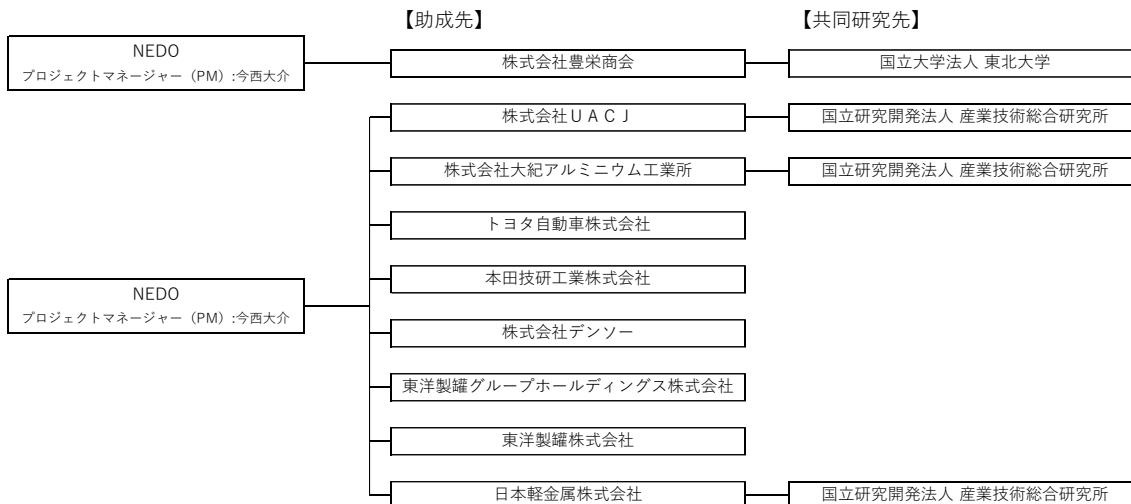 【助成先】
【共同研究先】
NEDO
プロジェクトマネージャー（PM）:今西大介
株式会社豊栄商会
国立大学法人 東北大学
株式会社ＵＡＣＪ
国立研究開発法人 産業技術総合研究所
株式会社大紀アルミニウム工業所
国立研究開発法人 産業技術総合研究所
トヨタ自動車株式会社
本田技研工業株式会社
NEDO
プロジェクトマネージャー（PM）:今西大介
株式会社デンソー
東洋製罐グループホールディングス株式会社
東洋製罐株式会社
日本軽金属株式会社
国立研究開発法人 産業技術総合研究所